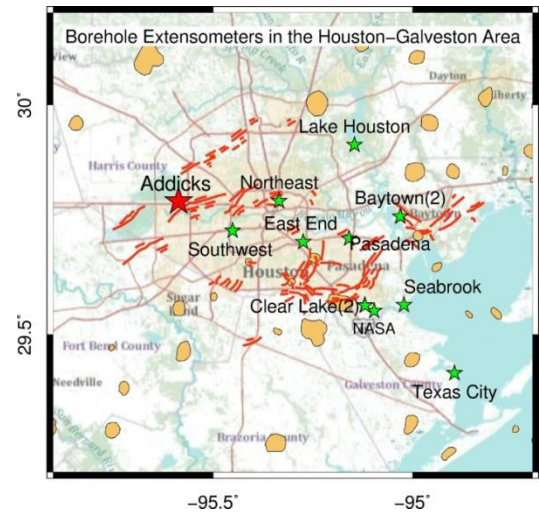 Borehole Extensometers in the Houston−Galveston Area
30°
View
Dayton
Liberty
Lake Houston
Harris County
Addicks
Northeast
Baytown(2)
Baytown
East End
Southwest
Pasadena
Houston
Pasadena
Seabrook
Sugar
Land
Clear Lake(2)
NASA
29.5°
Fort Bend County
Needville
Galveston County
Texas City
Brazoria County
−95.5°
−95°